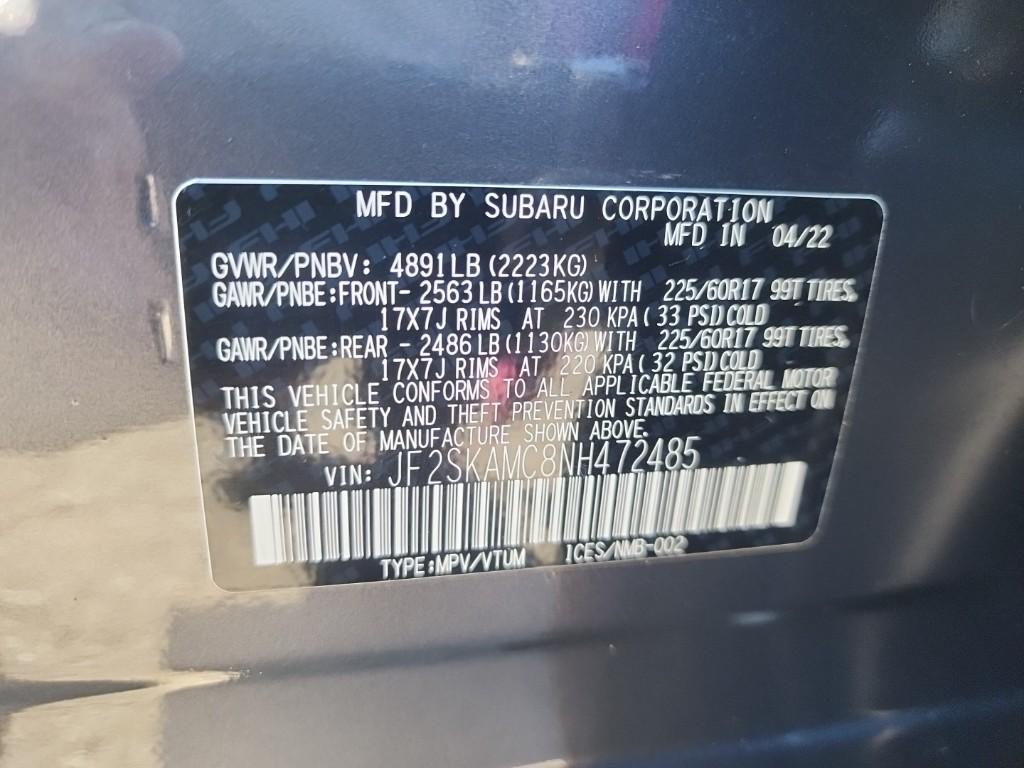 MFD BY SUBARU CORPORATION
MFD IN 04/22
GVWR/PNBV: 4891LB(2223KG)
GAWR/PNBE:FRONT- 2563LB(1165KG)WITH 225/60R17 99T TIRES,
17X7J RIMS AT 230 KPA( 33 PSI)COLD
GAWR/PNBE:REAR - 2486LB(1130KG)WITH 225/60R17 99T TIRES,
17X7J RIMS AT 220 KPA( 32 PSI)COLD
THIS VEHICLE CONFORMS TO ALL APPLICABLE FEDERAL MOTOR
VEHICLE SAFETY AND THEFT PREVENTION STANDARDS IN EFFECT ON
THE DATE OF MANUFACTURE SHOWN ABOVE.
VIN: JF2SKAMC8NH472485
TYPE:MPV/VTUM ICES/NMB-002